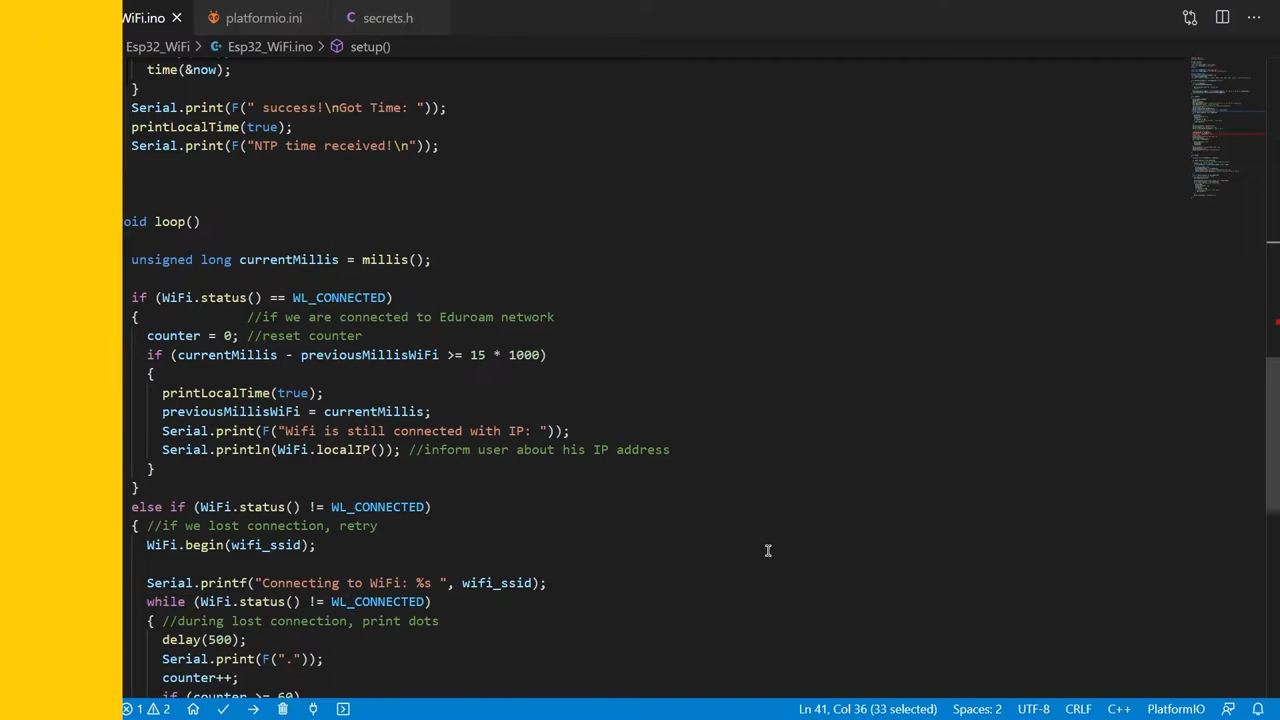 WiFi.ino platformio.ini secrets.h
Esp32_WiFi Esp32_WiFi.ino setup()
time(&now);
}
Serial.print(F(" success!\nGot Time: "));
printLocalTime(true);
Serial.print(F("NTP time received!\n"));
oid loop()
unsigned long currentMillis = millis();
if (WiFi.status() == WL_CONNECTED)
{ //if we are connected to Eduroam network
counter = 0; //reset counter
if (currentMillis - previousMillisWiFi >= 15 * 1000)
{
printLocalTime(true);
previousMillisWiFi = currentMillis;
Serial.print(F("Wifi is still connected with IP: "));
Serial.println(WiFi.localIP()); //inform user about his IP address
}
}
else if (WiFi.status() != WL_CONNECTED)
{ //if we lost connection, retry
WiFi.begin(wifi_ssid);
Serial.printf("Connecting to WiFi: %s ", wifi_ssid);
while (WiFi.status() != WL_CONNECTED)
{ //during lost connection, print dots
delay(500);
Serial.print(F("."));
counter++;
if (counter >= 60)
1 2 Ln 41, Col 36 (33 selected) Spaces: 2 UTF-8 CRLF C++ PlatformIO